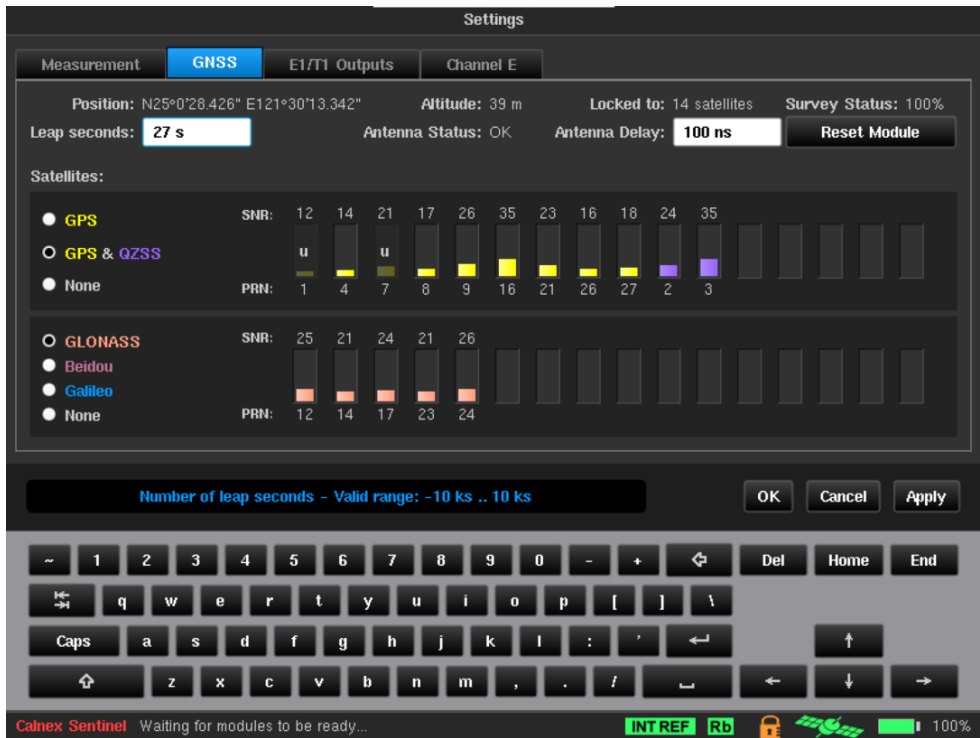 Settings
Measurement GNSS E1/T1 Outputs Channel E
Position: N25°0'28.426" E121°30'13.342" Altitude: 39 m Locked to: 14 satellites Survey Status: 100%
Leap seconds: 27 s Antenna Status: OK Antenna Delay: 100 ns Reset Module
Satellites:
SNR: 12 14 21 17 26 35 23 16 18 24 35
GPS
u u
GPS & QZSS
None
PRN: 1 4 7 8 9 16 21 26 27 2 3
GLONASS SNR: 25 21 24 21 26
Beidou
Galileo
None PRN: 12 14 17 23 24
Number of leap seconds - Valid range: -10 ks .. 10 ks OK Cancel Apply
~ 1 2 3 4 5 6 7 8 9 0 - + Del Home End
q w e r t y u i o p [ ] \
Caps a s d f g h j k l : '
z x c v b n m , . /
Calnex Sentinel Waiting for modules to be ready... INT REF Rb 100%